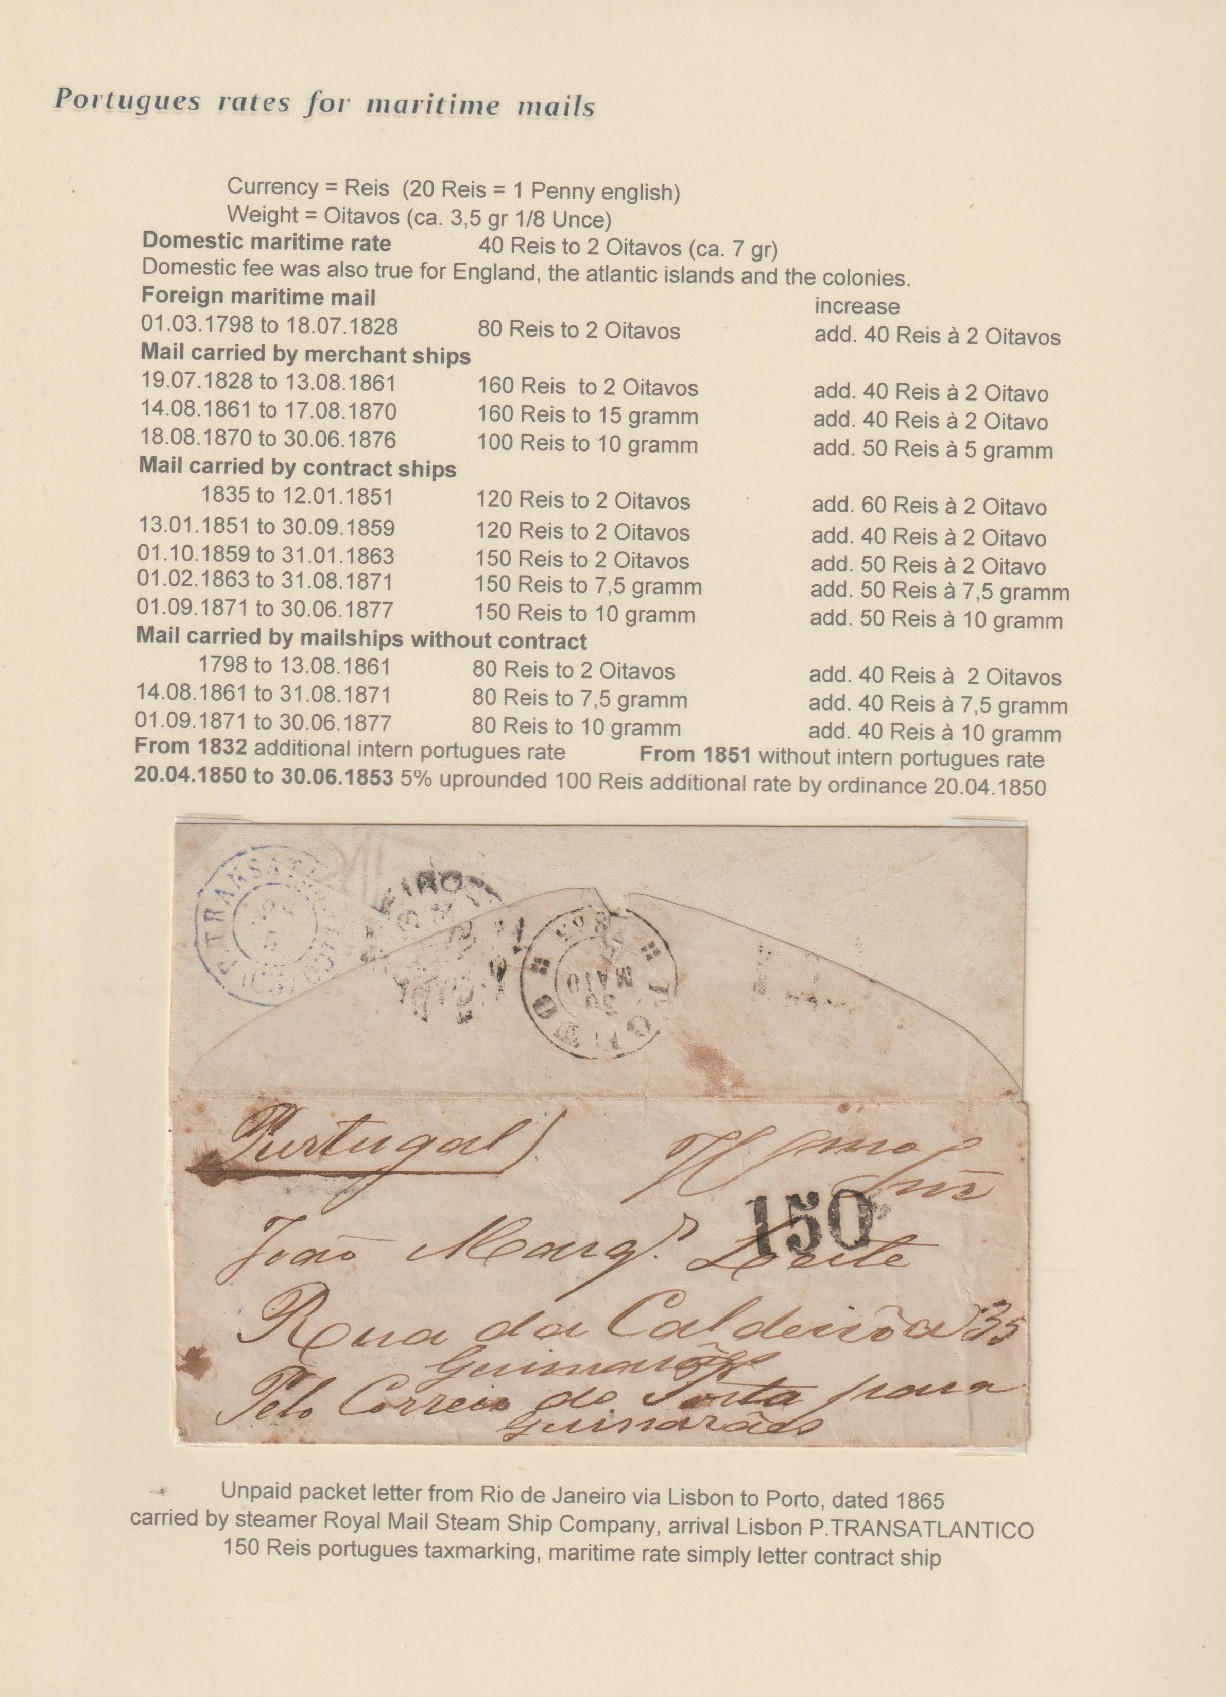 Portugues rates for maritime mails
Currency = Reis (20 Reis = 1 Penny english)
Weight = Oitavos (ca. 3,5 gr 1/8 Unce)
Domestic maritime rate 40 Reis to 2 Oitavos (ca. 7 gr)
Domestic fee was also true for England, the atlantic islands and the colonies.
Foreign maritime mail increase
01.03.1798 to 18.07.1828 80 Reis to 2 Oitavos add. 40 Reis à 2 Oitavos
Mail carried by merchant ships
19.07.1828 to 13.08.1861 160 Reis to 2 Oitavos add. 40 Reis à 2 Oitavo
14.08.1861 to 17.08.1870 160 Reis to 15 gramm add. 40 Reis à 2 Oitavo
18.08.1870 to 30.06.1876 100 Reis to 10 gramm add. 50 Reis à 5 gramm
Mail carried by contract ships
1835 to 12.01.1851 120 Reis to 2 Oitavos add. 60 Reis à 2 Oitavo
13.01.1851 to 30.09.1859 120 Reis to 2 Oitavos add. 40 Reis à 2 Oitavo
01.10.1859 to 31.01.1863 150 Reis to 2 Oitavos add. 50 Reis à 2 Oitavo
01.02.1863 to 31.08.1871 150 Reis to 7,5 gramm add. 50 Reis à 7,5 gramm
01.09.1871 to 30.06.1877 150 Reis to 10 gramm add. 50 Reis à 10 gramm
Mail carried by mailships without contract
1798 to 13.08.1861 80 Reis to 2 Oitavos add. 40 Reis à 2 Oitavos
14.08.1861 to 31.08.1871 80 Reis to 7,5 gramm add. 40 Reis à 7,5 gramm
01.09.1871 to 30.06.1877 80 Reis to 10 gramm add. 40 Reis à 10 gramm
From 1832 additional intern portugues rate From 1851 without intern portugues rate
20.04.1850 to 30.06.1853 5% uprounded 100 Reis additional rate by ordinance 20.04.1850
P. TRANSAT
MAIO
30
Portugal
150
João Marq.s Leite
Rua da Caldeirôa 35
Guimarães
Pelo Correio do Porto para
Guimarães
Unpaid packet letter from Rio de Janeiro via Lisbon to Porto, dated 1865
carried by steamer Royal Mail Steam Ship Company, arrival Lisbon P.TRANSATLANTICO
150 Reis portugues taxmarking, maritime rate simply letter contract ship